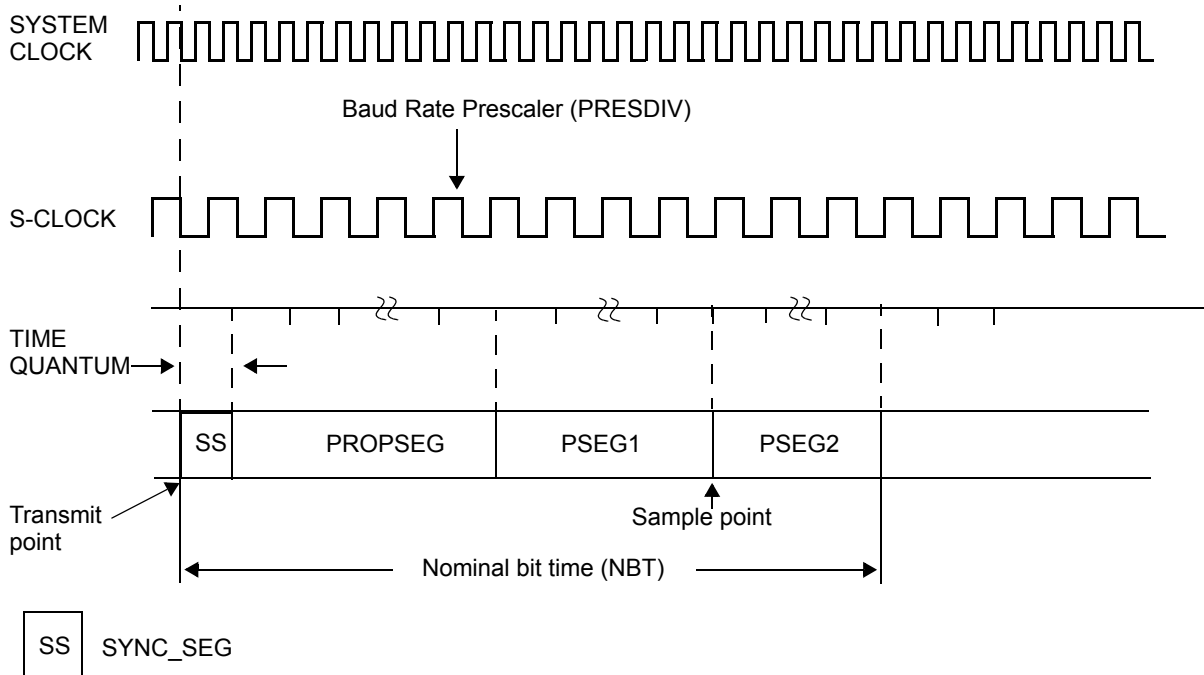 SYSTEM
CLOCK
Baud Rate Prescaler (PRESDIV)
S-CLOCK
TIME
QUANTUM
SS
PROPSEG
PSEG1
PSEG2
Transmit
point
Sample point
Nominal bit time (NBT)
SS
SYNC_SEG